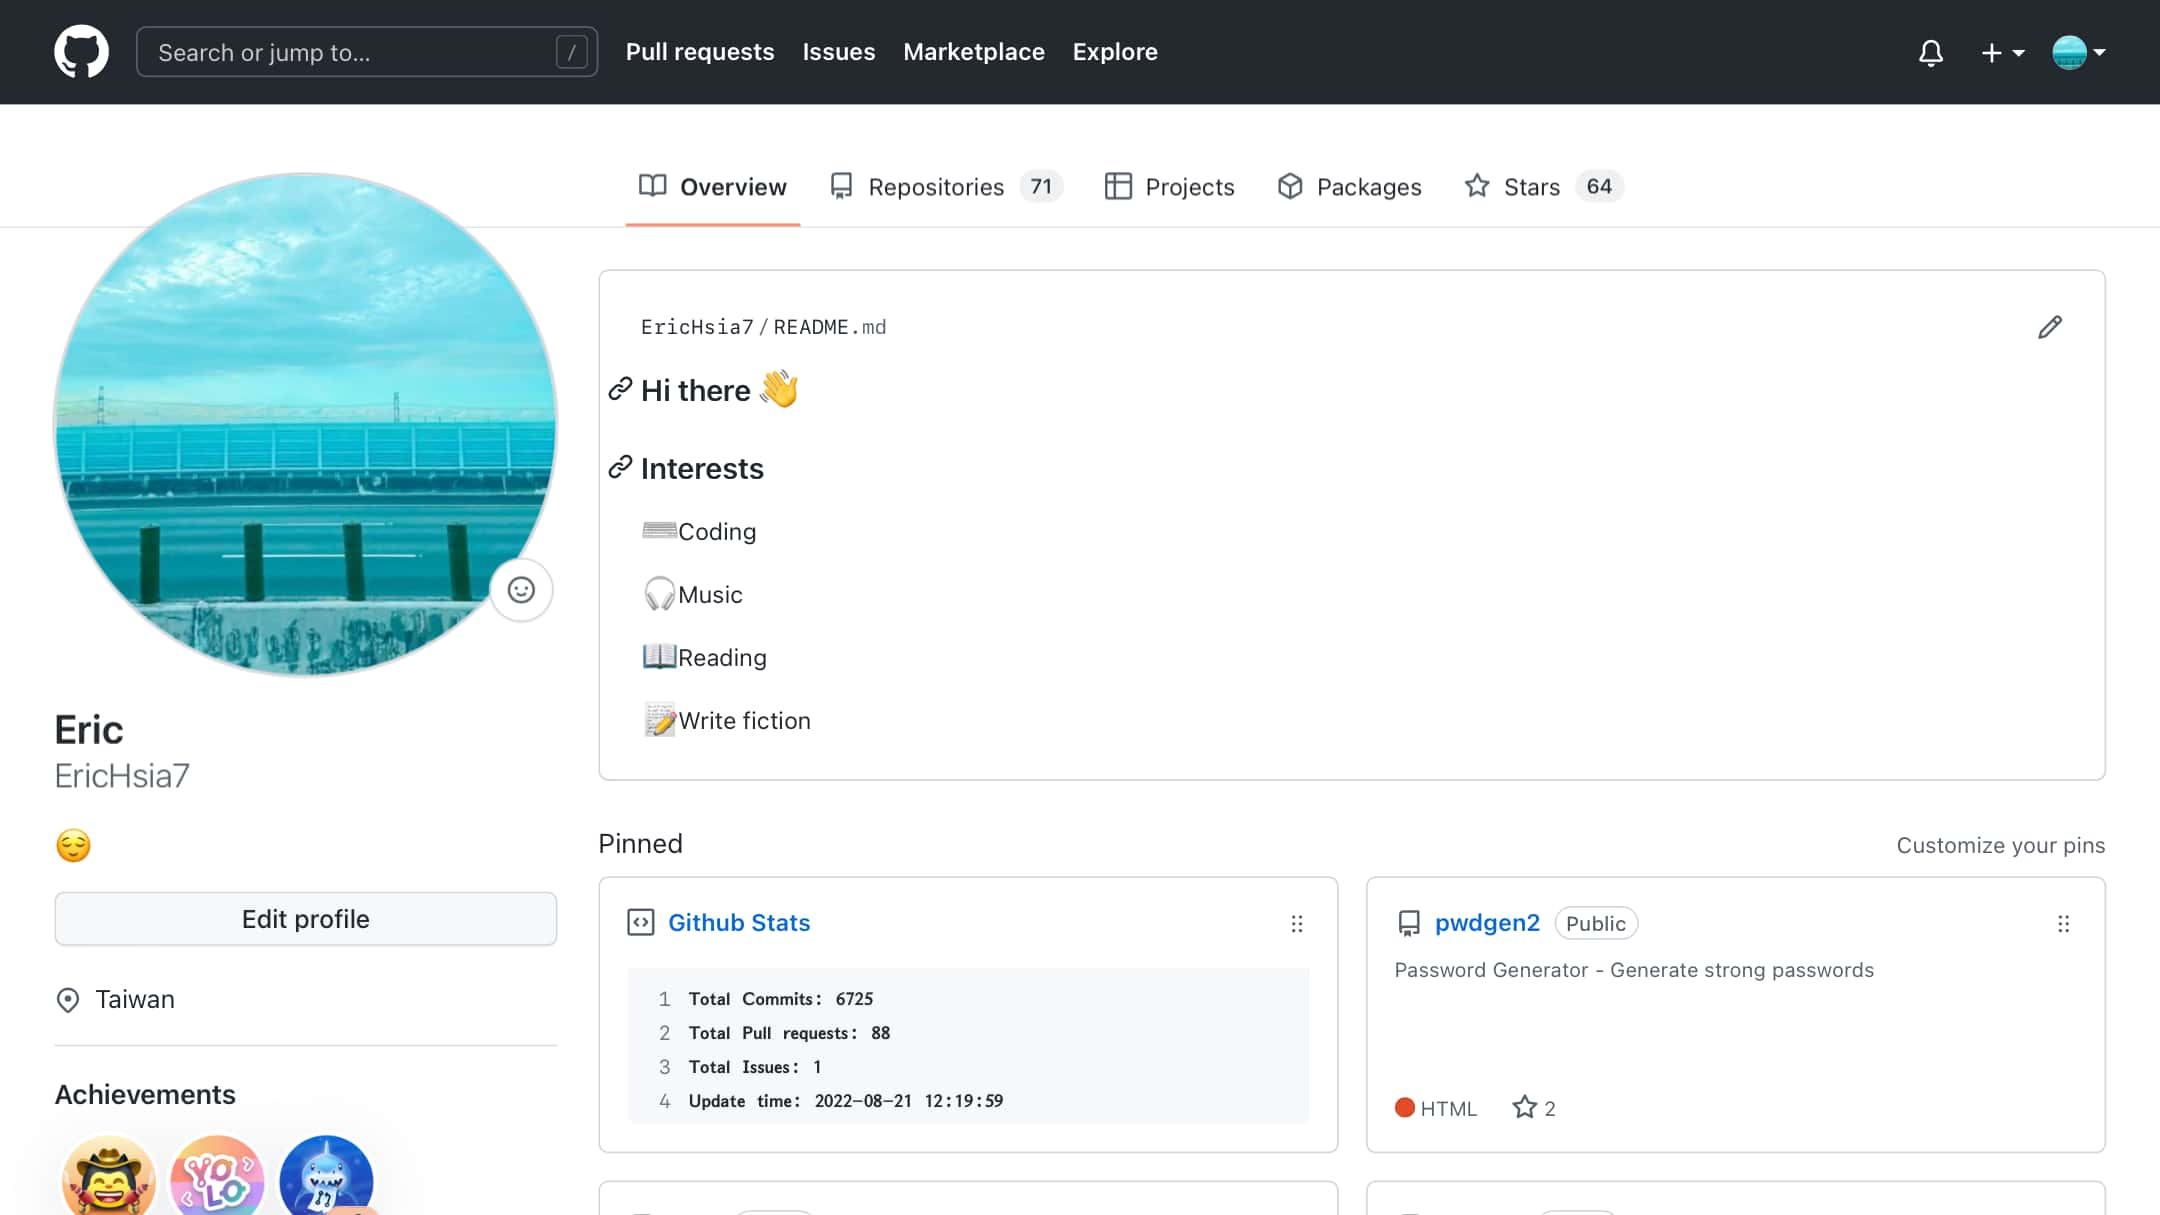 Search or jump to...
/
Pull requests
Issues
Marketplace
Explore
Overview
Repositories 71
Projects
Packages
Stars 64
EricHsia7/README.md
Hi there 👋
Interests
⌨️Coding
🎧Music
📖Reading
📝Write fiction
Eric
EricHsia7
😌
Edit profile
Taiwan
Achievements
YOLO
Pinned
Customize your pins
Github Stats
1 Total Commits: 6725
2 Total Pull requests: 88
3 Total Issues: 1
4 Update time: 2022-08-21 12:19:59
pwdgen2 Public
Password Generator - Generate strong passwords
HTML 2